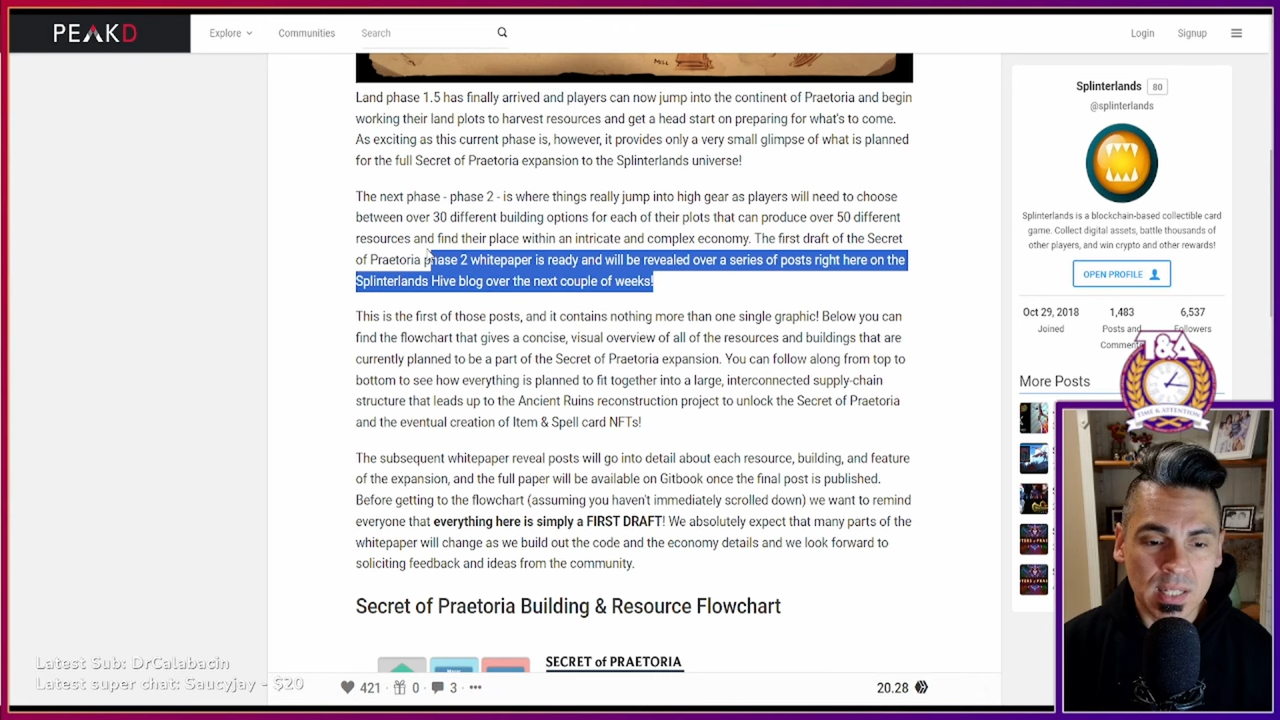 PEAKD
Explore
Communities
Search
Login
Signup
Land phase 1.5 has finally arrived and players can now jump into the continent of Praetoria and begin
working their land plots to harvest resources and get a head start on preparing for what's to come.
As exciting as this current phase is, however, it provides only a very small glimpse of what is planned
for the full Secret of Praetoria expansion to the Splinterlands universe!
The next phase - phase 2 - is where things really jump into high gear as players will need to choose
between over 30 different building options for each of their plots that can produce over 50 different
resources and find their place within an intricate and complex economy. The first draft of the Secret
of Praetoria phase 2 whitepaper is ready and will be revealed over a series of posts right here on the
Splinterlands Hive blog over the next couple of weeks!
This is the first of those posts, and it contains nothing more than one single graphic! Below you can
find the flowchart that gives a concise, visual overview of all of the resources and buildings that are
currently planned to be a part of the Secret of Praetoria expansion. You can follow along from top to
bottom to see how everything is planned to fit together into a large, interconnected supply-chain
structure that leads up to the Ancient Ruins reconstruction project to unlock the Secret of Praetoria
and the eventual creation of Item & Spell card NFTs!
The subsequent whitepaper reveal posts will go into detail about each resource, building, and feature
of the expansion, and the full paper will be available on Gitbook once the final post is published.
Before getting to the flowchart (assuming you haven't immediately scrolled down) we want to remind
everyone that everything here is simply a FIRST DRAFT! We absolutely expect that many parts of the
whitepaper will change as we build out the code and the economy details and we look forward to
soliciting feedback and ideas from the community.
Secret of Praetoria Building & Resource Flowchart
SECRET of PRAETORIA
421
0
3
20.28
Splinterlands 80
@splinterlands
Splinterlands is a blockchain-based collectible card
game. Collect digital assets, battle thousands of
other players, and win crypto and other rewards!
OPEN PROFILE
Oct 29, 2018 1,483 6,537
Joined Posts and Followers
Comments
More Posts
T&A
TIME & ATTENTION
Latest Sub: DrCalabacin
Latest super chat: Saucyjay - $20